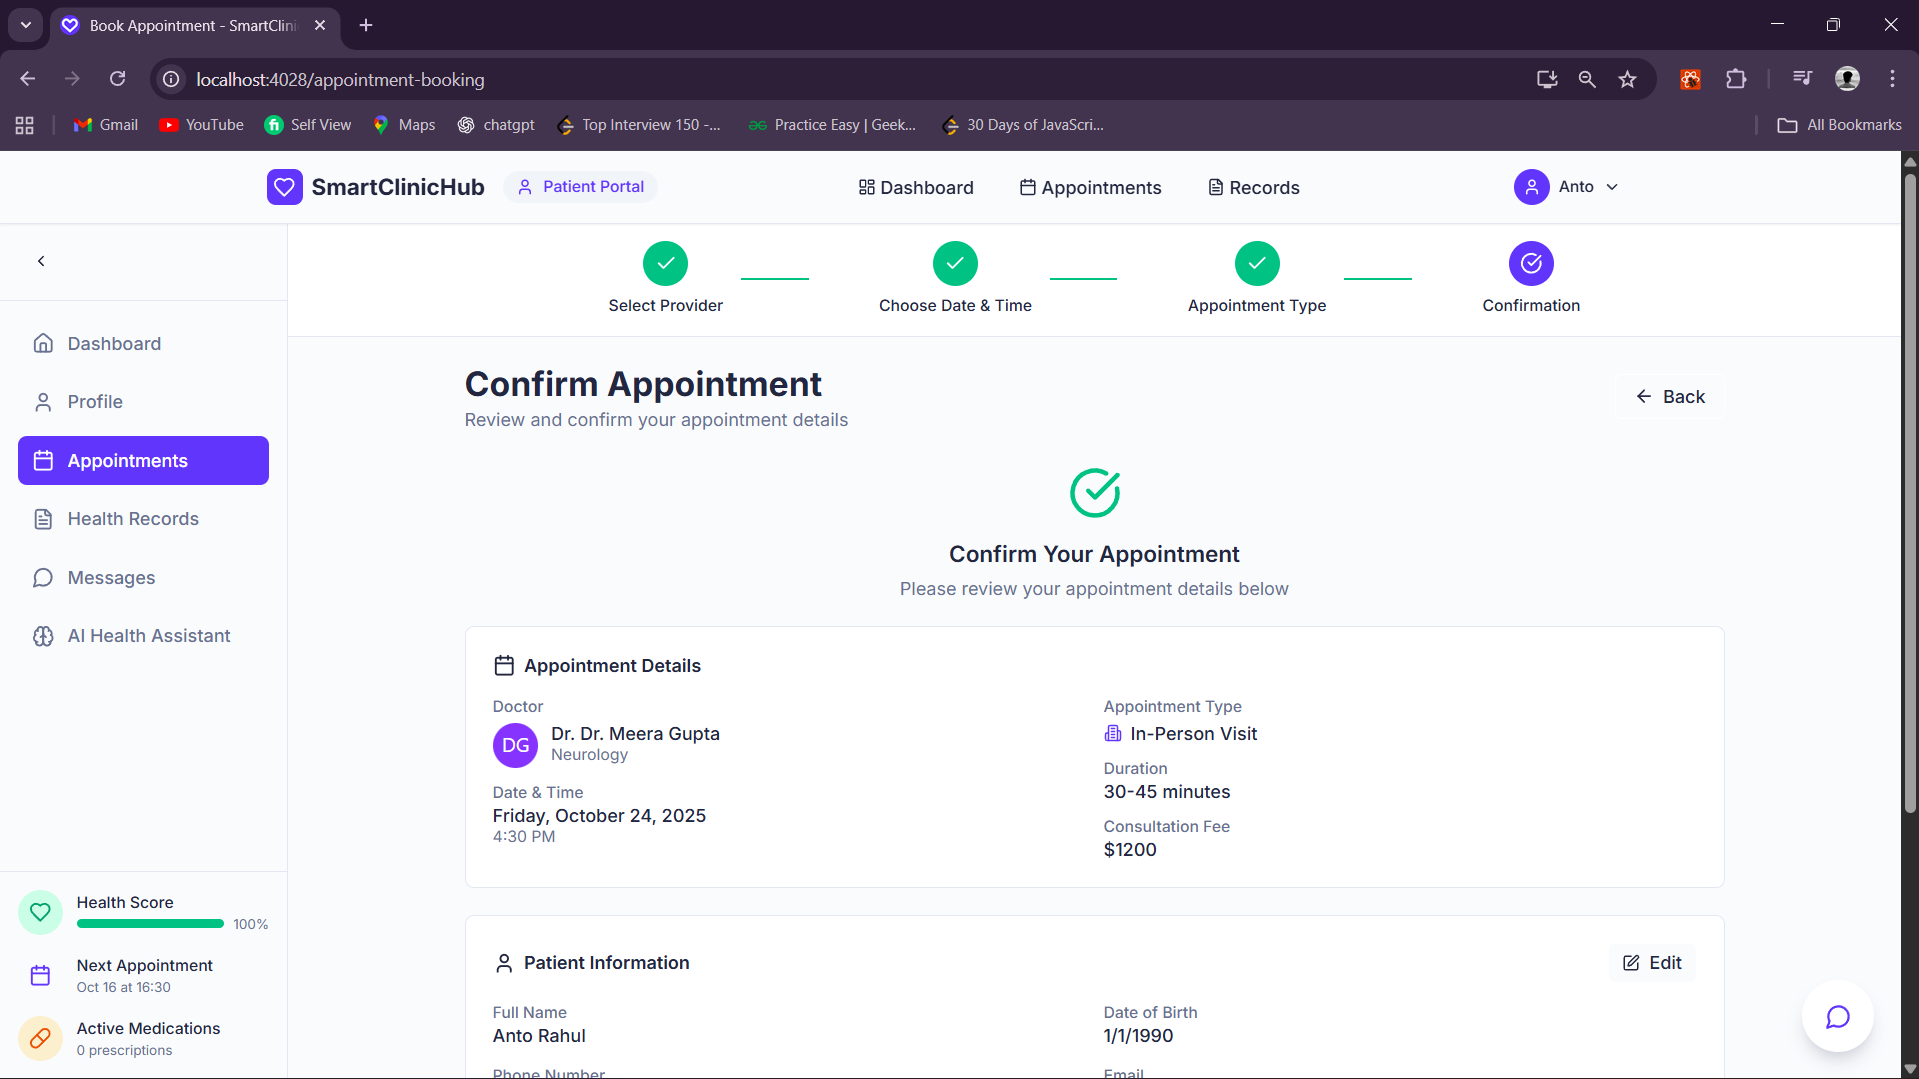 Book Appointment - SmartClini
localhost:4028/appointment-booking
Gmail
YouTube
Self View
Maps
chatgpt
Top Interview 150 -...
Practice Easy | Geek...
30 Days of JavaScri...
All Bookmarks
SmartClinicHub
Patient Portal
Dashboard
Appointments
Records
Anto
Select Provider
Choose Date & Time
Appointment Type
Confirmation
Dashboard
Profile
Appointments
Health Records
Messages
AI Health Assistant
Health Score
100%
Next Appointment
Oct 16 at 16:30
Active Medications
0 prescriptions
Confirm Appointment
Review and confirm your appointment details
Back
Confirm Your Appointment
Please review your appointment details below
Appointment Details
Doctor
DG
Dr. Dr. Meera Gupta
Neurology
Date & Time
Friday, October 24, 2025
4:30 PM
Appointment Type
In-Person Visit
Duration
30-45 minutes
Consultation Fee
$1200
Patient Information
Edit
Full Name
Anto Rahul
Date of Birth
1/1/1990
Phone Number
Email